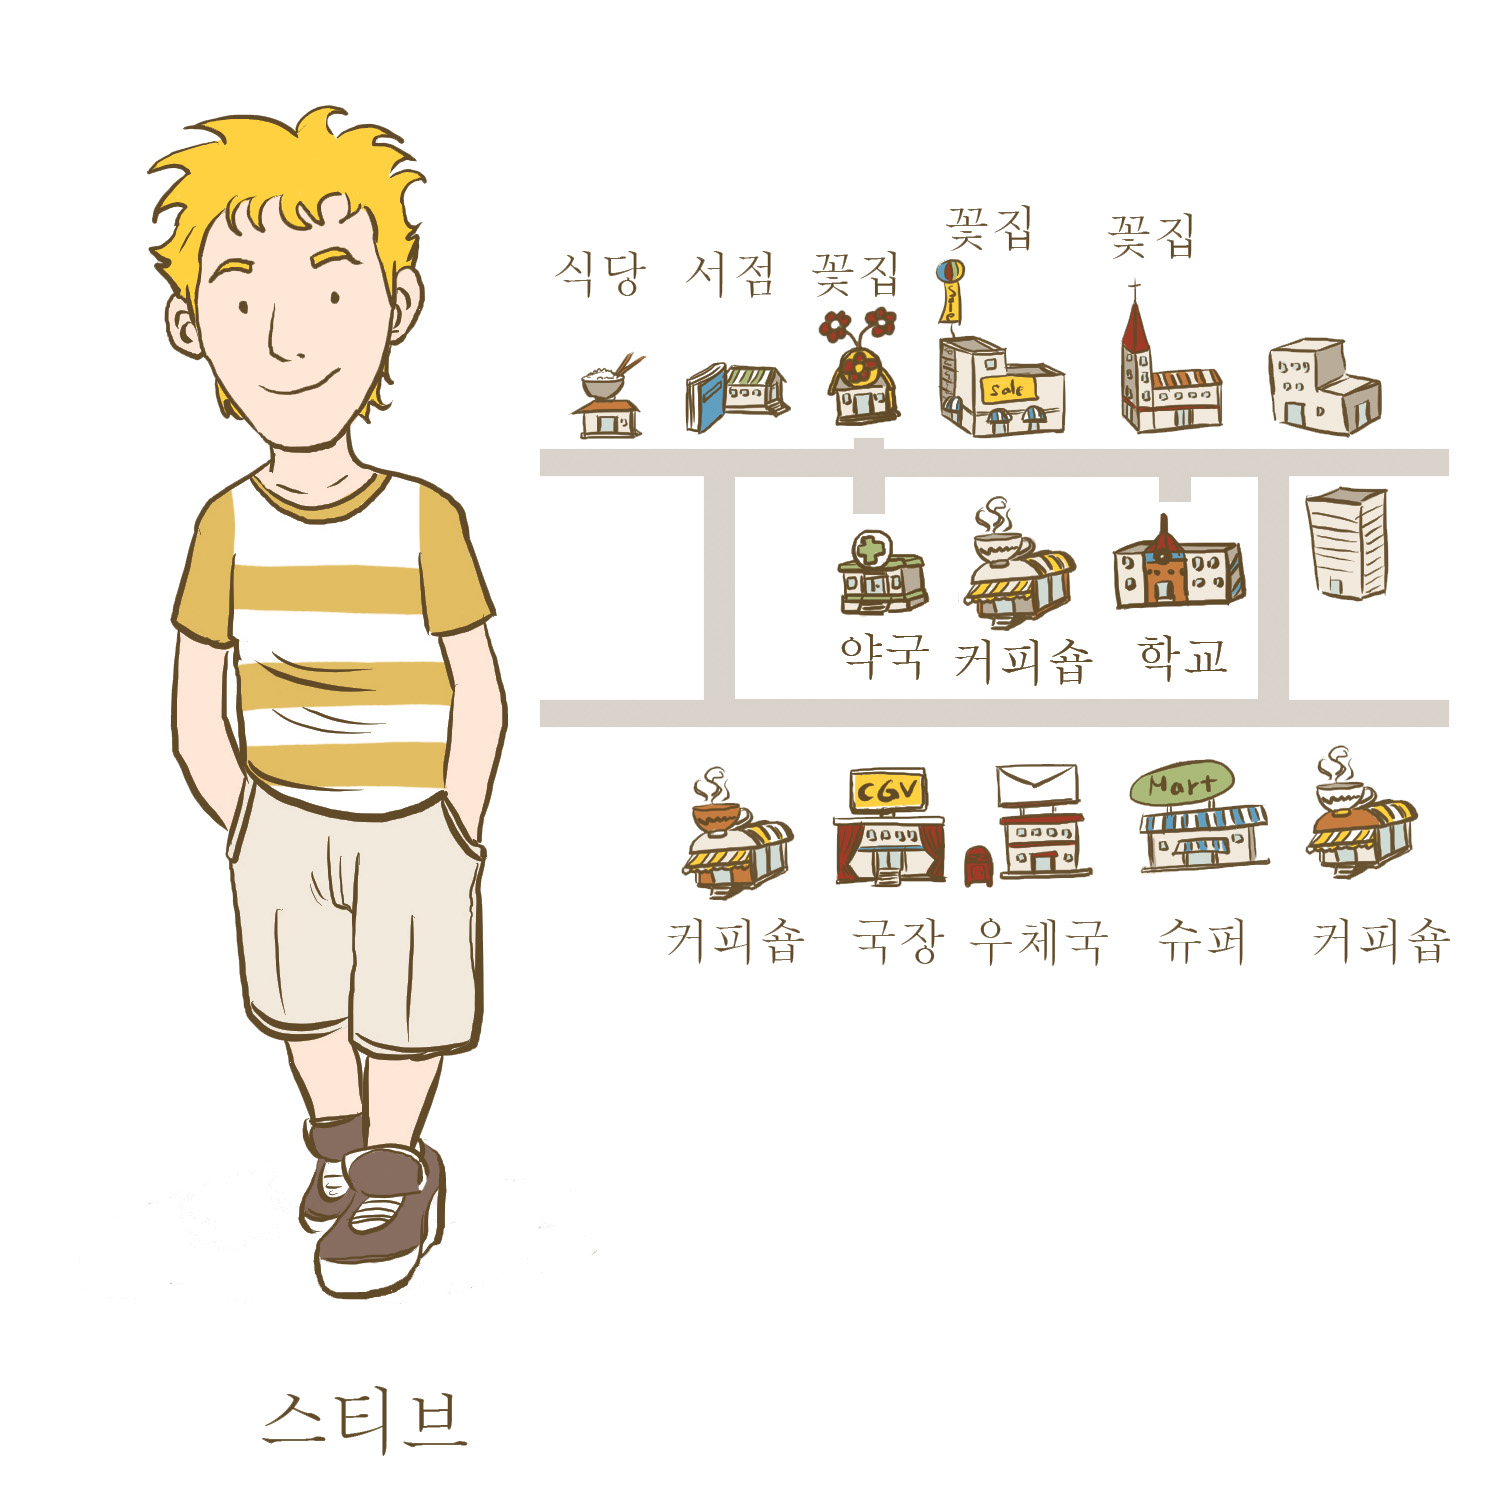 꽃집 꽃집
식당 서점 꽃집
sale
sale
약국 커피숍 학교
CGV
Mart
커피숍 국장 우체국 슈퍼 커피숍
스티브